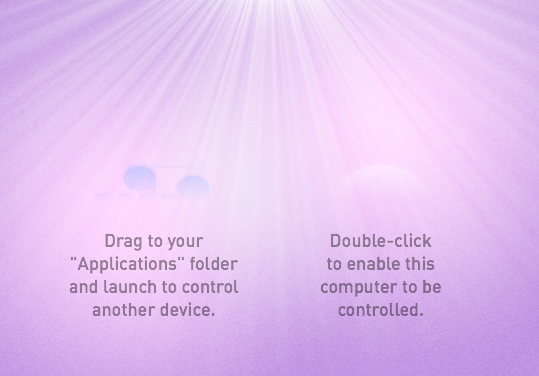 Drag to your
"Applications" folder
and launch to control
another device.
Double-click
to enable this
computer to be
controlled.